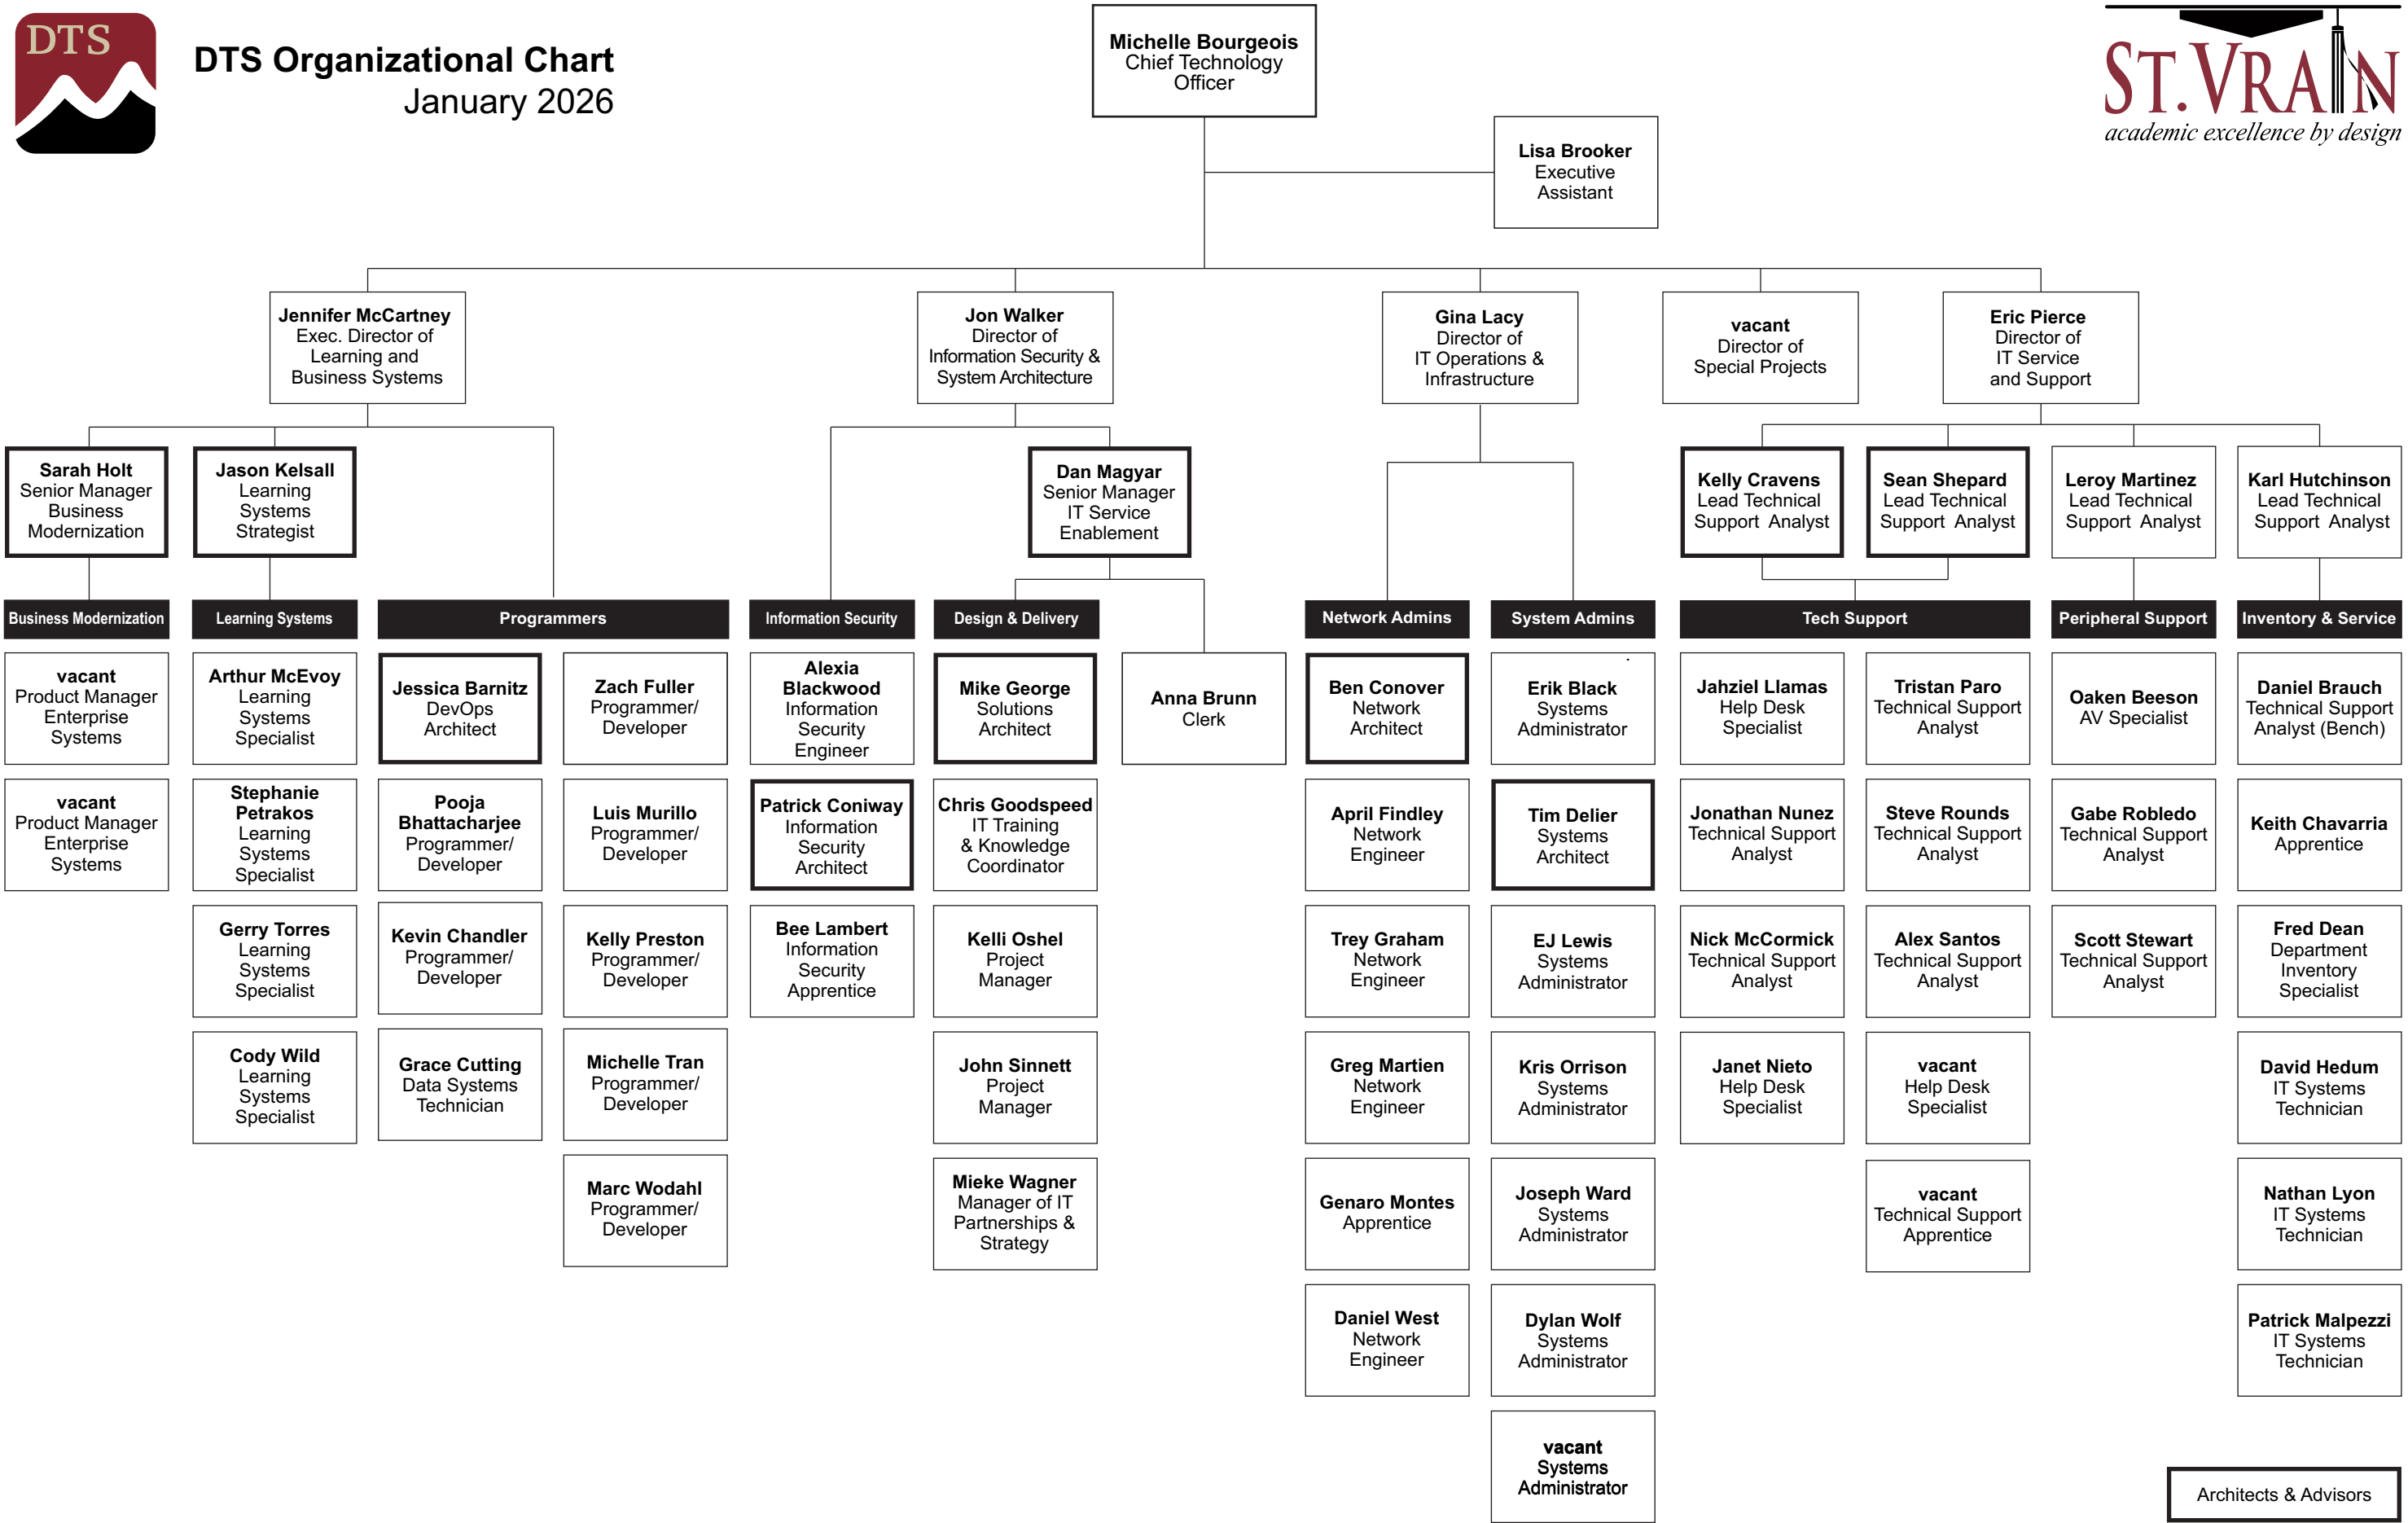 DTS
DTS Organizational Chart
January 2026
ST. VRAIN
academic excellence by design
Michelle Bourgeois
Chief Technology
Officer
Lisa Brooker
Executive
Assistant
Jennifer McCartney
Exec. Director of
Learning and
Business Systems
Jon Walker
Director of
Information Security &
System Architecture
Gina Lacy
Director of
IT Operations &
Infrastructure
vacant
Director of
Special Projects
Eric Pierce
Director of
IT Service
and Support
Sarah Holt
Senior Manager
Business
Modernization
Jason Kelsall
Learning
Systems
Strategist
Dan Magyar
Senior Manager
IT Service
Enablement
Kelly Cravens
Lead Technical
Support Analyst
Sean Shepard
Lead Technical
Support Analyst
Leroy Martinez
Lead Technical
Support Analyst
Karl Hutchinson
Lead Technical
Support Analyst
Business Modernization
vacant
Product Manager
Enterprise
Systems
vacant
Product Manager
Enterprise
Systems
Learning Systems
Arthur McEvoy
Learning
Systems
Specialist
Stephanie
Petrakos
Learning
Systems
Specialist
Gerry Torres
Learning
Systems
Specialist
Cody Wild
Learning
Systems
Specialist
Programmers
Jessica Barnitz
DevOps
Architect
Pooja
Bhattacharjee
Programmer/
Developer
Kevin Chandler
Programmer/
Developer
Grace Cutting
Data Systems
Technician
Zach Fuller
Programmer/
Developer
Luis Murillo
Programmer/
Developer
Kelly Preston
Programmer/
Developer
Michelle Tran
Programmer/
Developer
Marc Wodahl
Programmer/
Developer
Information Security
Alexia
Blackwood
Information
Security
Engineer
Patrick Coniway
Information
Security
Architect
Bee Lambert
Information
Security
Apprentice
Design & Delivery
Mike George
Solutions
Architect
Chris Goodspeed
IT Training
& Knowledge
Coordinator
Kelli Oshel
Project
Manager
John Sinnett
Project
Manager
Mieke Wagner
Manager of IT
Partnerships &
Strategy
Anna Brunn
Clerk
Network Admins
Ben Conover
Network
Architect
April Findley
Network
Engineer
Trey Graham
Network
Engineer
Greg Martien
Network
Engineer
Genaro Montes
Apprentice
Daniel West
Network
Engineer
System Admins
Erik Black
Systems
Administrator
Tim Delier
Systems
Architect
EJ Lewis
Systems
Administrator
Kris Orrison
Systems
Administrator
Joseph Ward
Systems
Administrator
Dylan Wolf
Systems
Administrator
vacant
Systems
Administrator
Tech Support
Jahziel Llamas
Help Desk
Specialist
Jonathan Nunez
Technical Support
Analyst
Nick McCormick
Technical Support
Analyst
Janet Nieto
Help Desk
Specialist
Tristan Paro
Technical Support
Analyst
Steve Rounds
Technical Support
Analyst
Alex Santos
Technical Support
Analyst
vacant
Help Desk
Specialist
vacant
Technical Support
Apprentice
Peripheral Support
Oaken Beeson
AV Specialist
Gabe Robledo
Technical Support
Analyst
Scott Stewart
Technical Support
Analyst
Inventory & Service
Daniel Brauch
Technical Support
Analyst (Bench)
Keith Chavarria
Apprentice
Fred Dean
Department
Inventory
Specialist
David Hedum
IT Systems
Technician
Nathan Lyon
IT Systems
Technician
Patrick Malpezzi
IT Systems
Technician
Architects & Advisors